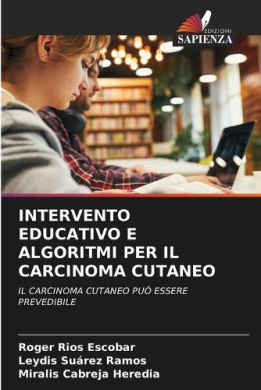 EDIZIONI
SAPIENZA
INTERVENTO
EDUCATIVO E
ALGORITMI PER IL
CARCINOMA CUTANEO
IL CARCINOMA CUTANEO PUÒ ESSERE
PREVEDIBILE
Roger Rios Escobar
Leydis Suárez Ramos
Miralis Cabreja Heredia